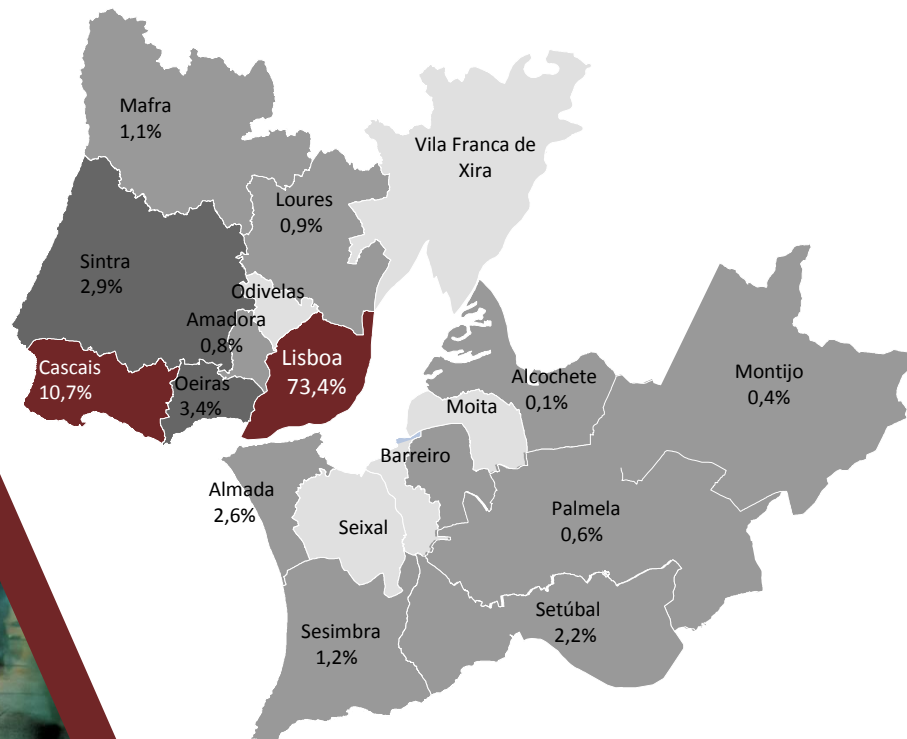 Mafra
1,1%
Vila Franca de
Xira
Loures
0,9%
Sintra
2,9%
Odivelas
Amadora
0,8%
Lisboa
73,4%
Cascais
10,7%
Oeiras
3,4%
Alcochete
0,1%
Montijo
0,4%
Moita
Barreiro
Almada
2,6%
Seixal
Palmela
0,6%
Setúbal
2,2%
Sesimbra
1,2%